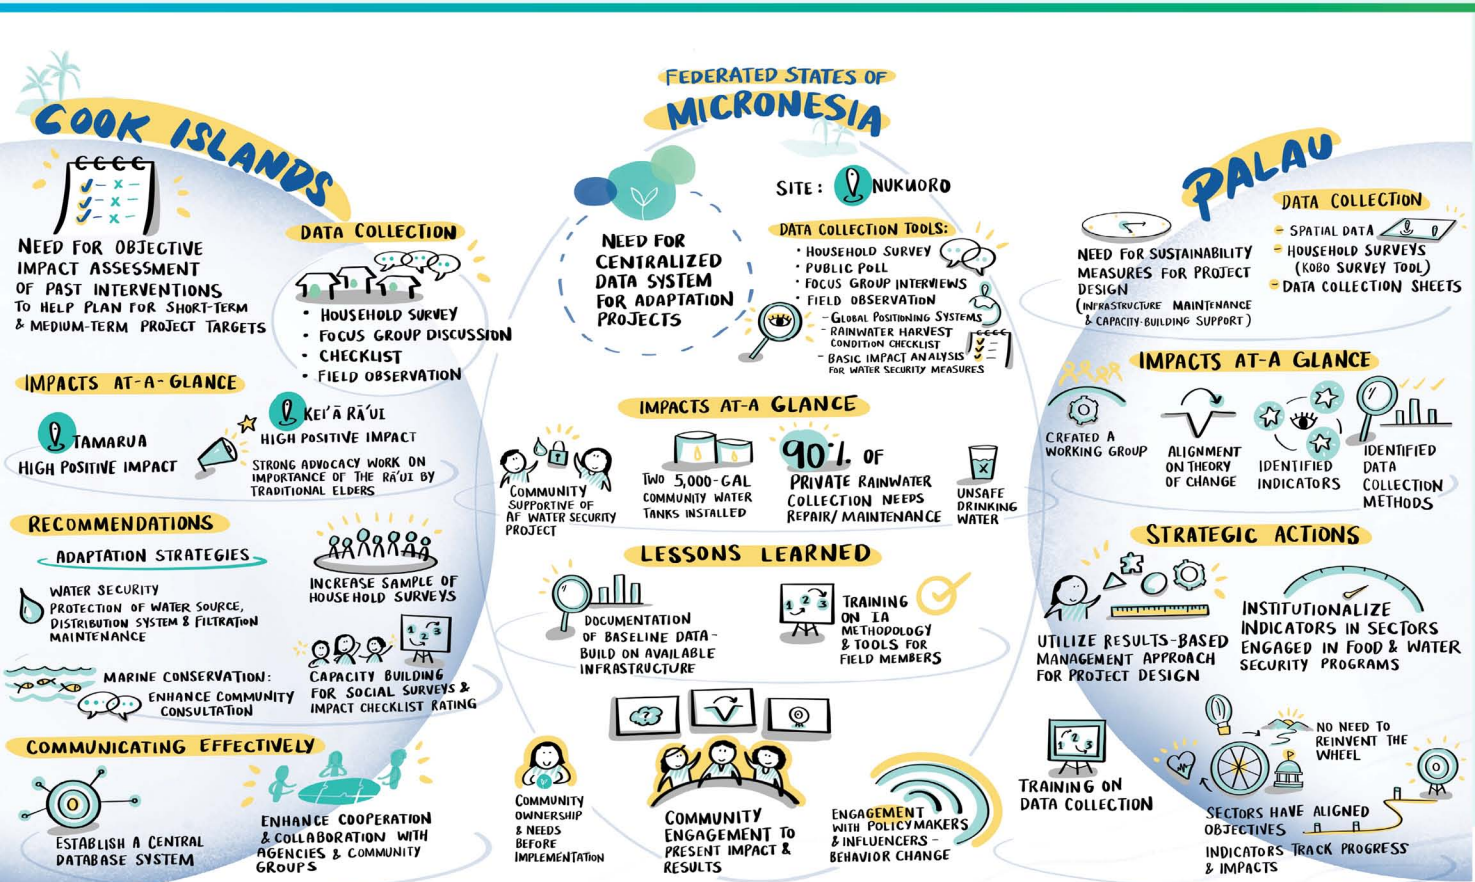 COOK ISLANDS
NEED FOR OBJECTIVE
IMPACT ASSESSMENT
OF PAST INTERVENTIONS
TO HELP PLAN FOR SHORT-TERM
& MEDIUM-TERM PROJECT TARGETS
DATA COLLECTION
• HOUSEHOLD SURVEY
• FOCUS GROUP DISCUSSION
• CHECKLIST
• FIELD OBSERVATION
IMPACTS AT-A-GLANCE
TAMARUA
HIGH POSITIVE IMPACT
KEI'Ā RĀ'UI
HIGH POSITIVE IMPACT
STRONG ADVOCACY WORK ON
IMPORTANCE OF THE RĀ'UI BY
TRADITIONAL ELDERS
RECOMMENDATIONS
ADAPTATION STRATEGIES
WATER SECURITY
PROTECTION OF WATER SOURCE,
DISTRIBUTION SYSTEM & FILTRATION
MAINTENANCE
MARINE CONSERVATION:
ENHANCE COMMUNITY
CONSULTATION
INCREASE SAMPLE OF
HOUSEHOLD SURVEYS
1 2 3
CAPACITY BUILDING
FOR SOCIAL SURVEYS &
IMPACT CHECKLIST RATING
COMMUNICATING EFFECTIVELY
ESTABLISH A CENTRAL
DATABASE SYSTEM
ENHANCE COOPERATION
& COLLABORATION WITH
AGENCIES & COMMUNITY
GROUPS
FEDERATED STATES OF
MICRONESIA
NEED FOR
CENTRALIZED
DATA SYSTEM
FOR ADAPTATION
PROJECTS
SITE: NUKUORO
DATA COLLECTION TOOLS:
• HOUSEHOLD SURVEY
• PUBLIC POLL
• FOCUS GROUP INTERVIEWS
• FIELD OBSERVATION
- GLOBAL POSITIONING SYSTEMS
- RAINWATER HARVEST
CONDITION CHECKLIST
- BASIC IMPACT ANALYSIS
FOR WATER SECURITY MEASURES
IMPACTS AT-A GLANCE
COMMUNITY
SUPPORTIVE OF
AF WATER SECURITY
PROJECT
TWO 5,000-GAL
COMMUNITY WATER
TANKS INSTALLED
90% OF
PRIVATE RAINWATER
COLLECTION NEEDS
REPAIR/MAINTENANCE
UNSAFE
DRINKING
WATER
LESSONS LEARNED
DOCUMENTATION
OF BASELINE DATA -
BUILD ON AVAILABLE
INFRASTRUCTURE
1 2 3
TRAINING
ON IA
METHODOLOGY
& TOOLS FOR
FIELD MEMBERS
?
COMMUNITY
OWNERSHIP
& NEEDS
BEFORE
IMPLEMENTATION
COMMUNITY
ENGAGEMENT TO
PRESENT IMPACT &
RESULTS
ENGAGEMENT
WITH POLICYMAKERS
& INFLUENCERS -
BEHAVIOR CHANGE
PALAU
NEED FOR SUSTAINABILITY
MEASURES FOR PROJECT
DESIGN
(INFRASTRUCTURE MAINTENANCE
& CAPACITY-BUILDING SUPPORT)
DATA COLLECTION
- SPATIAL DATA
- HOUSEHOLD SURVEYS
(KOBO SURVEY TOOL)
- DATA COLLECTION SHEETS
IMPACTS AT-A GLANCE
CREATED A
WORKING GROUP
ALIGNMENT
ON THEORY
OF CHANGE
IDENTIFIED
INDICATORS
IDENTIFIED
DATA
COLLECTION
METHODS
STRATEGIC ACTIONS
UTILIZE RESULTS-BASED
MANAGEMENT APPROACH
FOR PROJECT DESIGN
INSTITUTIONALIZE
INDICATORS IN SECTORS
ENGAGED IN FOOD & WATER
SECURITY PROGRAMS
1 2 3
TRAINING ON
DATA COLLECTION
NO NEED TO
REINVENT THE
WHEEL
SECTORS HAVE ALIGNED
OBJECTIVES
INDICATORS TRACK PROGRESS
& IMPACTS